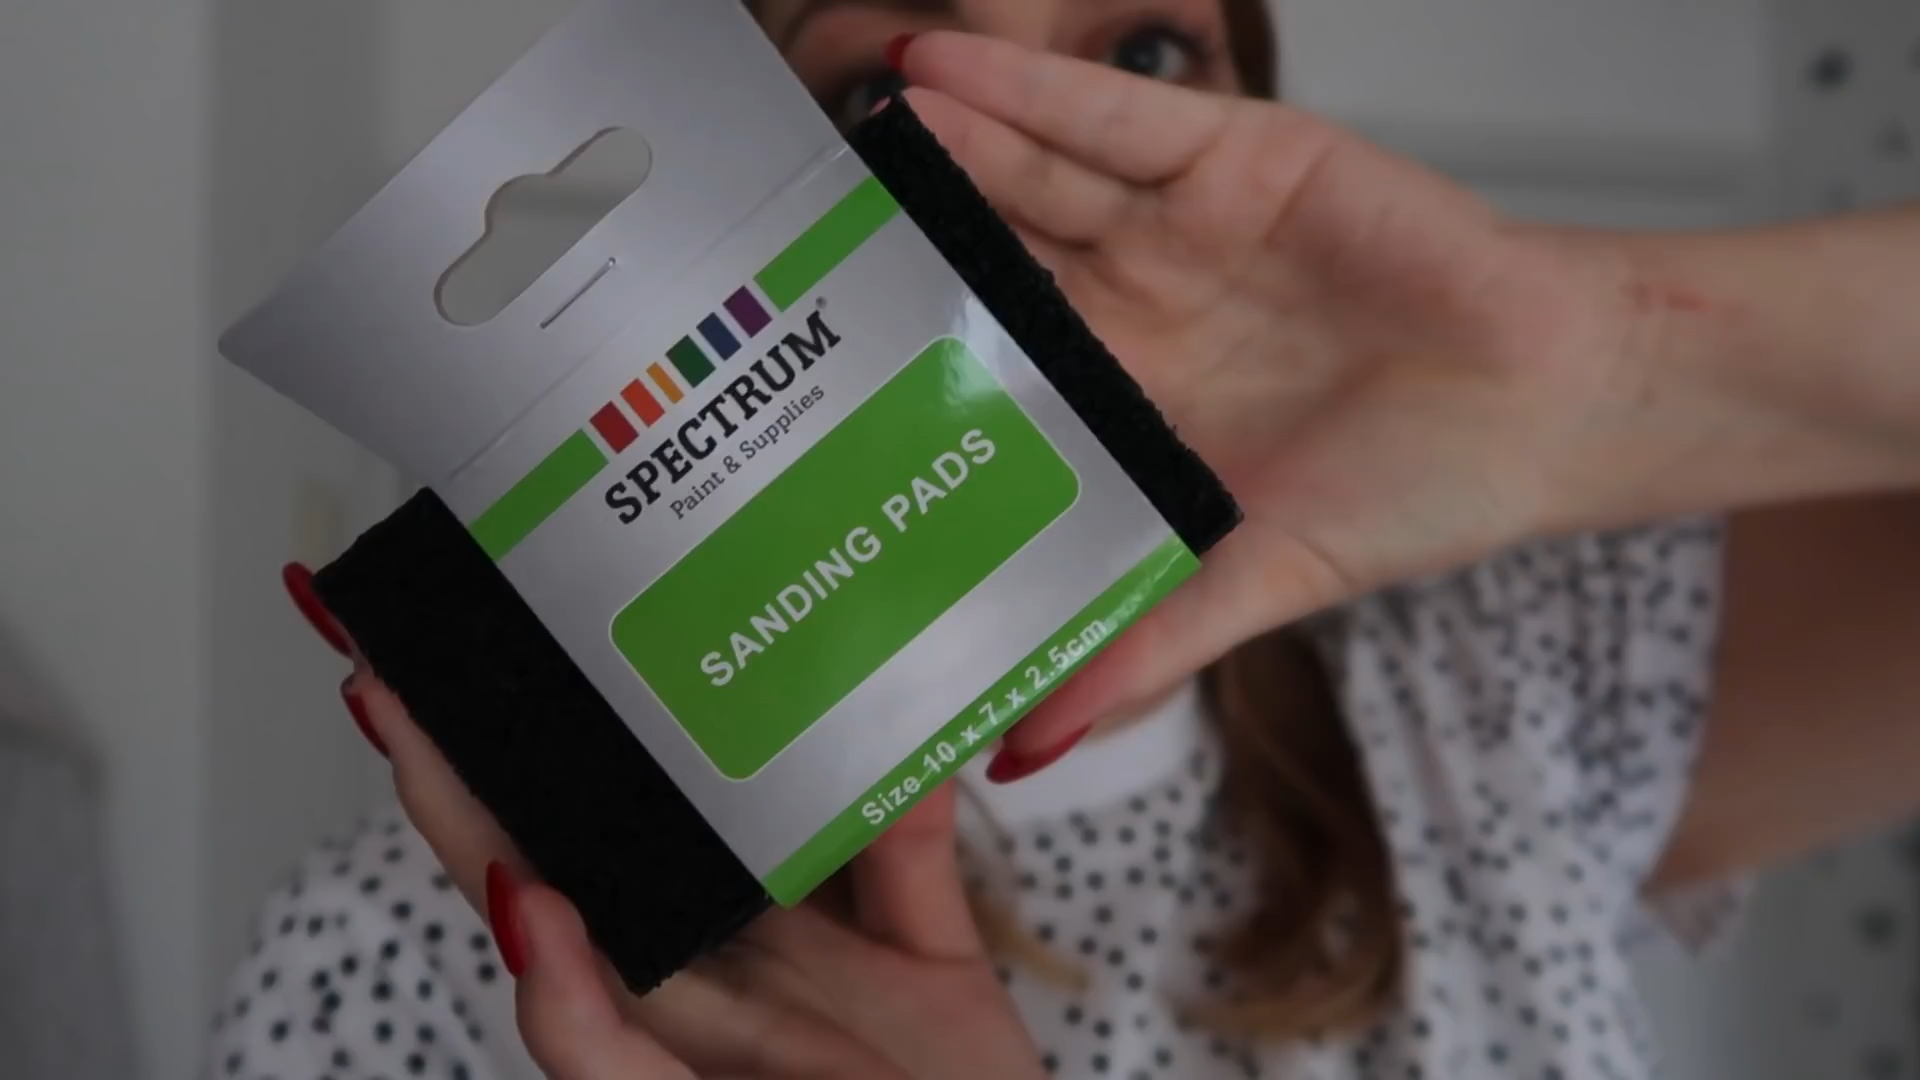 SPECTRUM®
Paint & Supplies
SANDING PADS
Size 10 x 7 x 2.5cm